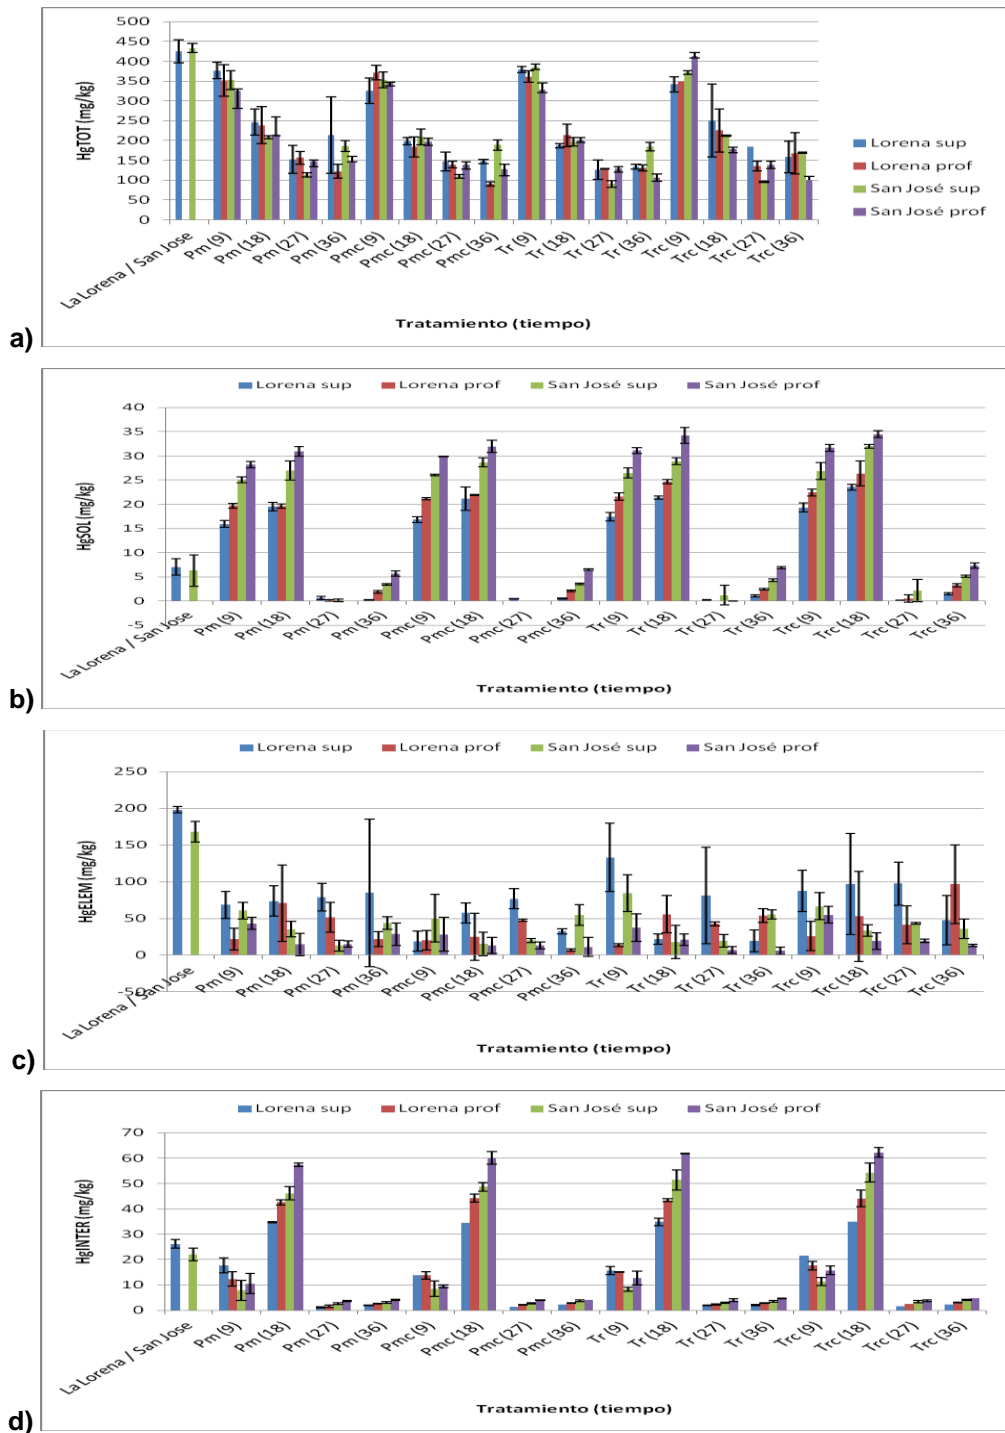 500
450
400
350
300
250
200
150
100
50
0
HgTOT (mg/kg)
Lorena sup
Lorena prof
San José sup
San José prof
La Lorena / San Jose
Pm (9)
Pm (18)
Pm (27)
Pm (36)
Pmc (9)
Pmc (18)
Pmc (27)
Pmc (36)
Tr (9)
Tr (18)
Tr (27)
Tr (36)
Trc (9)
Trc (18)
Trc (27)
Trc (36)
Tratamiento (tiempo)
a)
Lorena sup Lorena prof San José sup San José prof
40
35
30
25
20
15
10
5
0
-5
HgSOL (mg/kg)
La Lorena / San Jose
Pm (9)
Pm (18)
Pm (27)
Pm (36)
Pmc (9)
Pmc (18)
Pmc (27)
Pmc (36)
Tr (9)
Tr (18)
Tr (27)
Tr (36)
Trc (9)
Trc (18)
Trc (27)
Trc (36)
Tratamiento (tiempo)
b)
Lorena sup Lorena prof San José sup San José prof
250
200
150
100
50
0
-50
HgELEM (mg/kg)
La Lorena / San Jose
Pm (9)
Pm (18)
Pm (27)
Pm (36)
Pmc (9)
Pmc (18)
Pmc (27)
Pmc (36)
Tr (9)
Tr (18)
Tr (27)
Tr (36)
Trc (9)
Trc (18)
Trc (27)
Trc (36)
Tratamiento (tiempo)
c)
Lorena sup Lorena prof San José sup San José prof
70
60
50
40
30
20
10
0
HgINTER (mg/kg)
La Lorena / San Jose
Pm (9)
Pm (18)
Pm (27)
Pm (36)
Pmc (9)
Pmc (18)
Pmc (27)
Pmc (36)
Tr (9)
Tr (18)
Tr (27)
Tr (36)
Trc (9)
Trc (18)
Trc (27)
Trc (36)
Tratamiento (tiempo)
d)